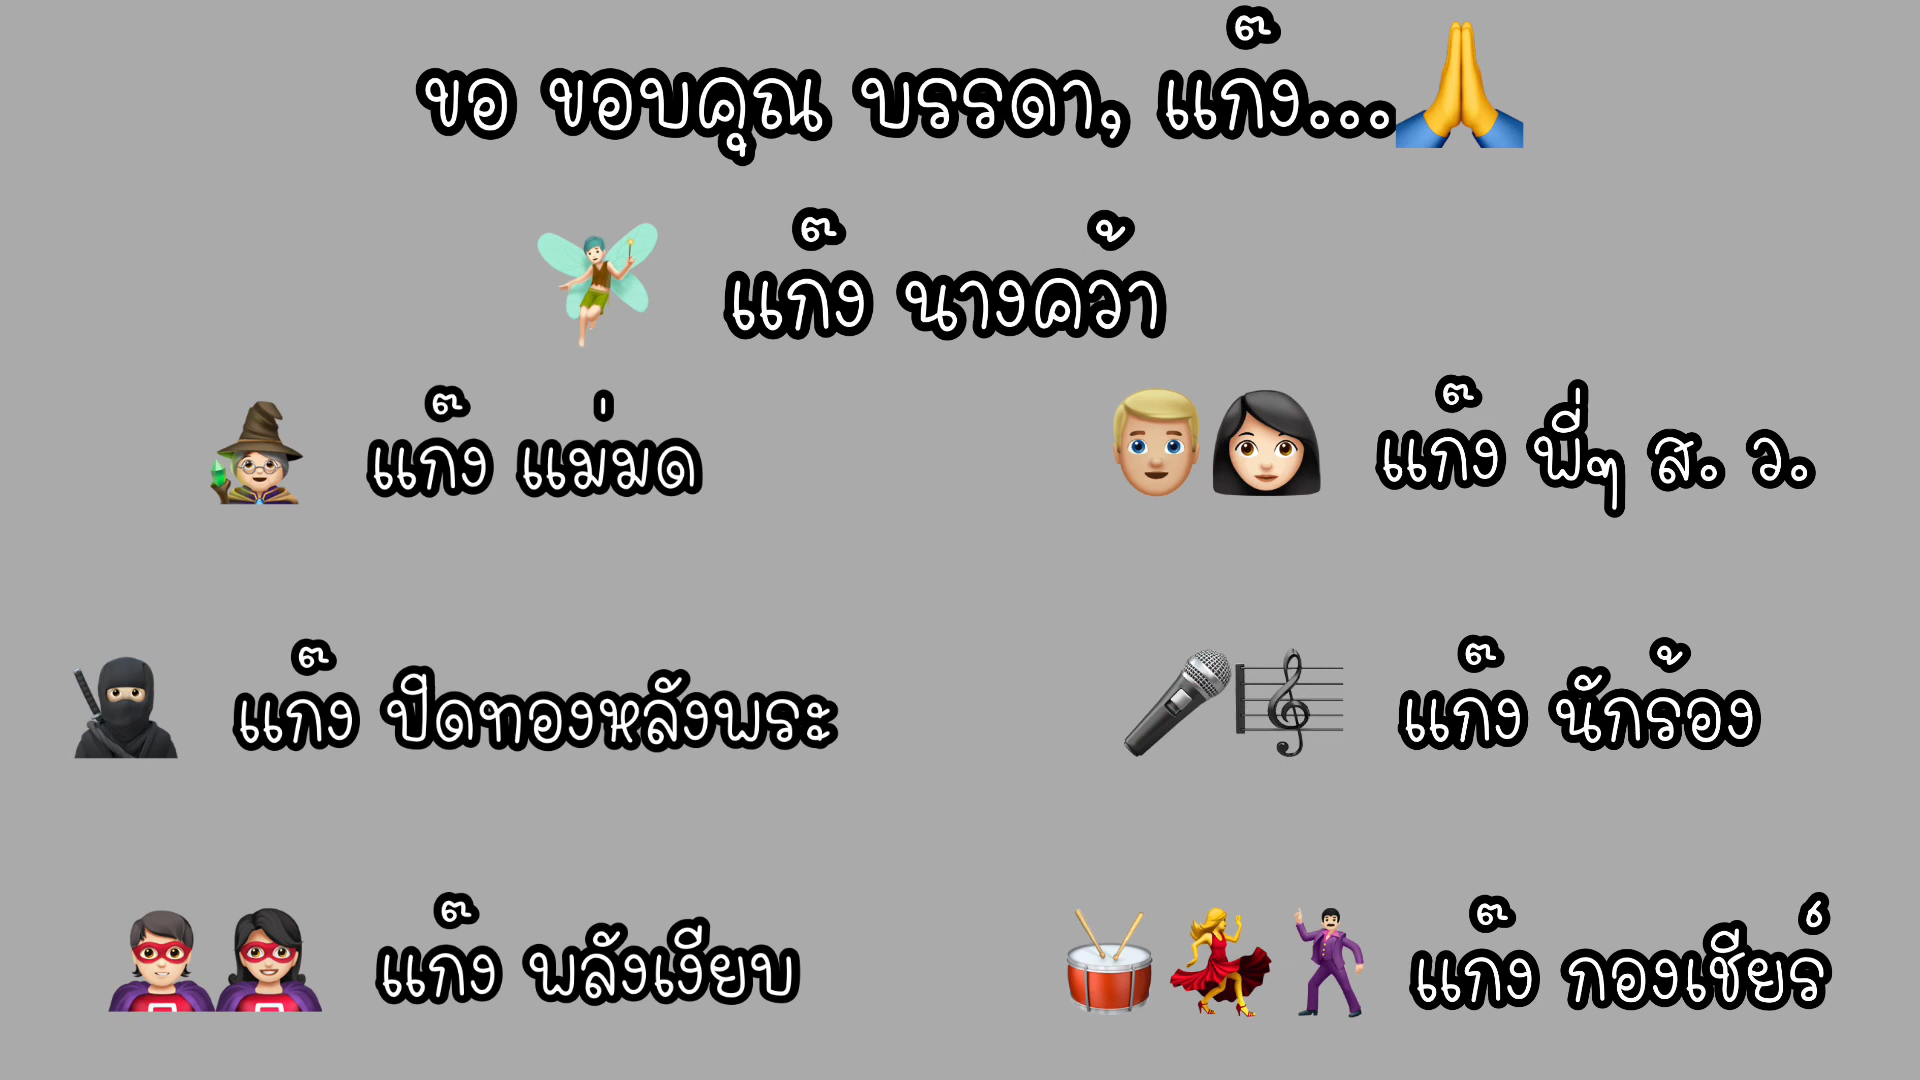 ขอ ขอบคุณ บรรดา, แก๊ง...🙏
แก๊ง นางคว้า
แก๊ง แม่มด
แก๊ง พี่ๆ ส. ว.
แก๊ง ปิดทองหลังพระ
แก๊ง นักร้อง
แก๊ง พลังเงียบ
แก๊ง กองเชียร์